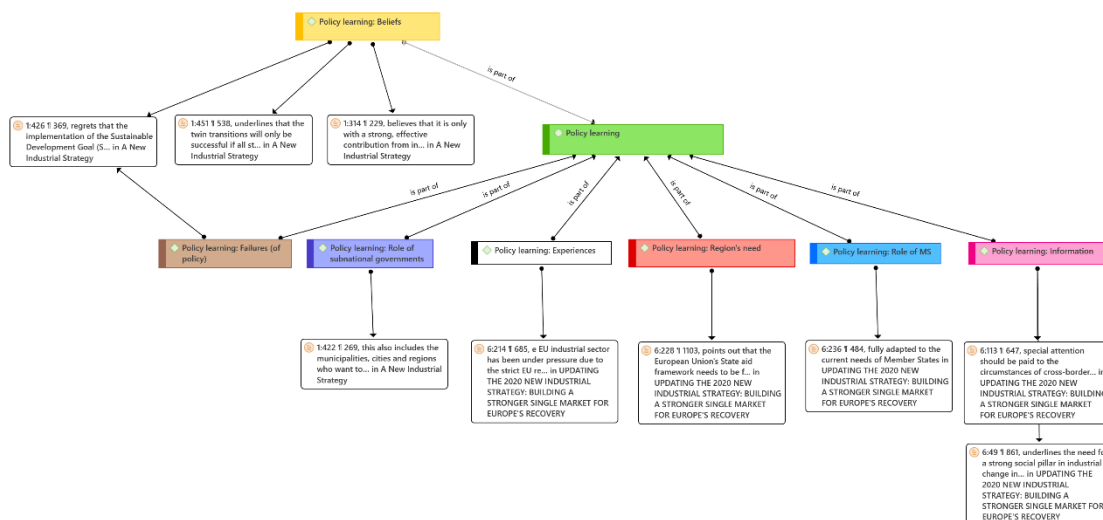 Policy learning: Beliefs
is part of
1:426 ¶ 369, regrets that the
implementation of the Sustainable
Development Goal (S... in A New
Industrial Strategy
1:451 ¶ 538, underlines that the
twin transitions will only be
successful if all st... in A New
Industrial Strategy
1:314 ¶ 229, believes that it is only
with a strong, effective
contribution from in... in A New
Industrial Strategy
Policy learning
is part of
is part of
is part of
is part of
is part of
is part of
Policy learning: Failures (of
policy)
Policy learning: Role of
subnational governments
Policy learning: Experiences
Policy learning: Region's need
Policy learning: Role of MS
Policy learning: Information
1:422 ¶ 269, this also includes the
municipalities, cities and regions
who want to... in A New
Industrial Strategy
6:214 ¶ 685, e EU industrial sector
has been under pressure due to
the strict EU re... in UPDATING
THE 2020 NEW INDUSTRIAL
STRATEGY: BUILDING A
STRONGER SINGLE MARKET FOR
EUROPE'S RECOVERY
6:228 ¶ 1103, points out that the
European Union's State aid
framework needs to be f... in
UPDATING THE 2020 NEW
INDUSTRIAL STRATEGY: BUILDING
A STRONGER SINGLE MARKET
FOR EUROPE'S RECOVERY
6:236 ¶ 484, fully adapted to the
current needs of Member States in
UPDATING THE 2020 NEW
INDUSTRIAL STRATEGY: BUILDING
A STRONGER SINGLE MARKET
FOR EUROPE'S RECOVERY
6:113 ¶ 647, special attention
should be paid to the
circumstances of cross-border... in
UPDATING THE 2020 NEW
INDUSTRIAL STRATEGY: BUILDING
A STRONGER SINGLE MARKET
FOR EUROPE'S RECOVERY
6:49 ¶ 861, underlines the need fo
a strong social pillar in industrial
change in... in UPDATING THE
2020 NEW INDUSTRIAL
STRATEGY: BUILDING A
STRONGER SINGLE MARKET FOR
EUROPE'S RECOVERY